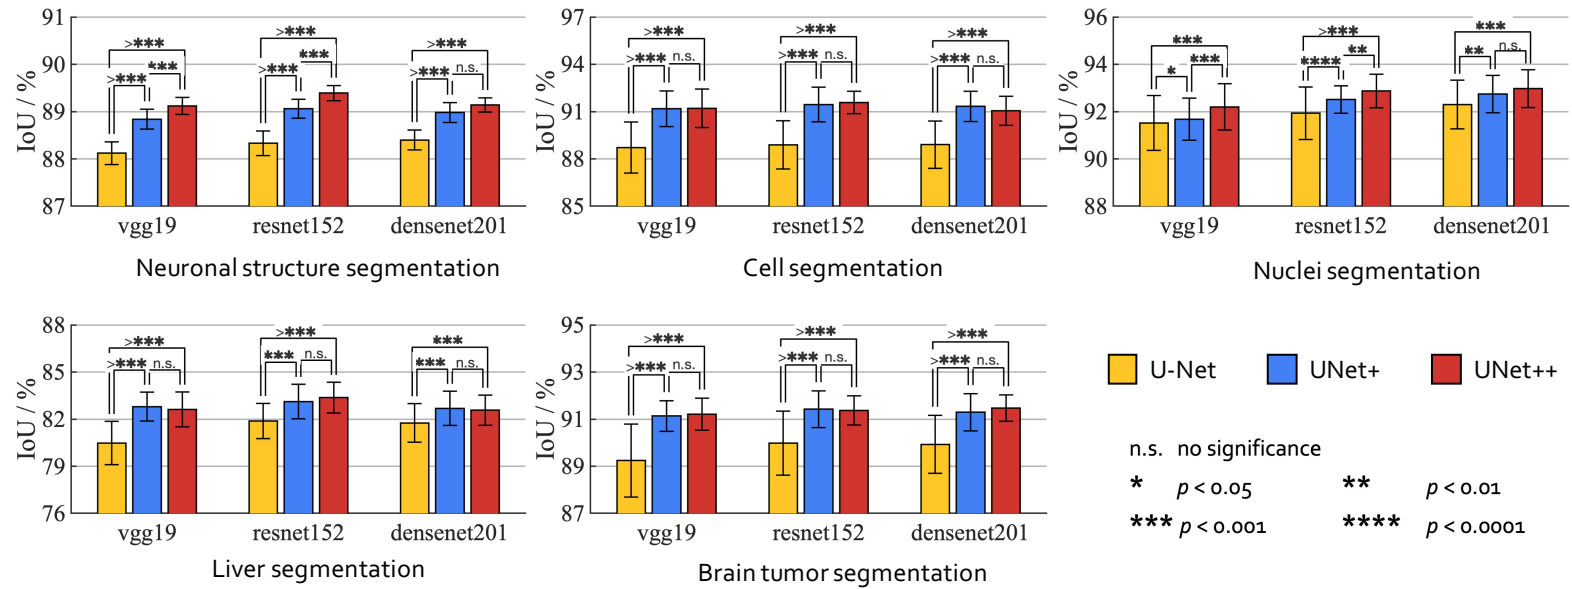 91
90
89
88
87
IoU / %
>***
>***
***
>***
>***
***
>***
>***
n.s.
vgg19
resnet152
densenet201
Neuronal structure segmentation
97
94
91
88
85
IoU / %
>***
>***
n.s.
>***
>***
n.s.
>***
>***
n.s.
vgg19
resnet152
densenet201
Cell segmentation
96
94
92
90
88
IoU / %
***
*
***
>***
****
**
***
**
n.s.
vgg19
resnet152
densenet201
Nuclei segmentation
88
85
82
79
76
IoU / %
>***
>***
n.s.
>***
***
n.s.
***
***
n.s.
vgg19
resnet152
densenet201
Liver segmentation
95
93
91
89
87
IoU / %
>***
>***
n.s.
>***
>***
n.s.
>***
>***
n.s.
vgg19
resnet152
densenet201
Brain tumor segmentation
U-Net
UNet+
UNet++
n.s. no significance
* p < 0.05 ** p < 0.01
*** p < 0.001 **** p < 0.0001